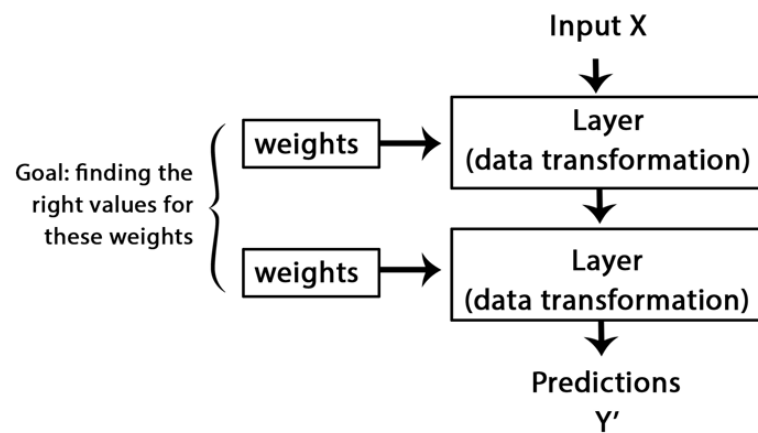 Input X
weights
Layer
(data transformation)
Goal: finding the
right values for
these weights
weights
Layer
(data transformation)
Predictions
Y’